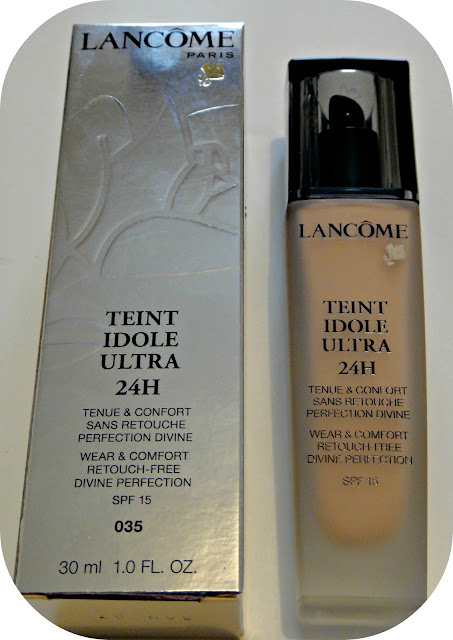 LANCÔME
PARIS
TEINT
IDOLE
ULTRA
24H
TENUE & CONFORT
SANS RETOUCHE
PERFECTION DIVINE
WEAR & COMFORT
RETOUCH-FREE
DIVINE PERFECTION
SPF 15
035
30 ml 1.0 FL. OZ.
LANCÔME
TEINT
IDOLE
ULTRA
24H
TENUE & CONFORT
SANS RETOUCHE
PERFECTION DIVINE
WEAR & COMFORT
RETOUCH-FREE
DIVINE PERFECTION
SPF 15